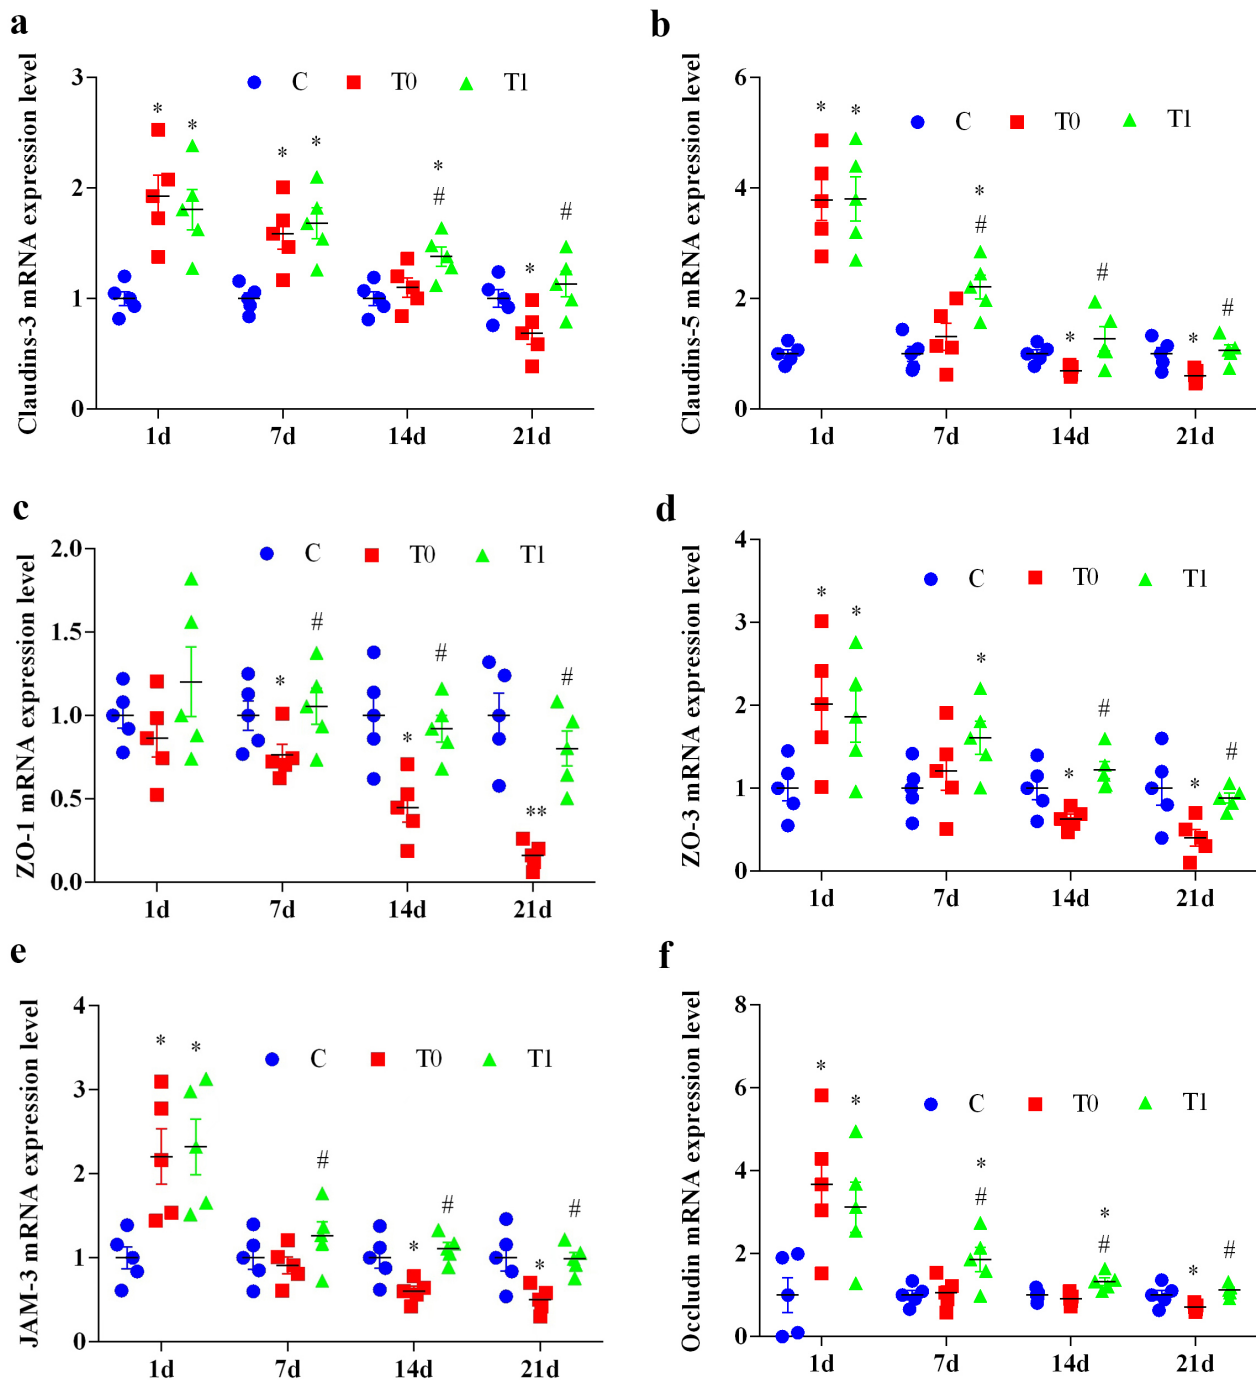 a
Claudins-3 mRNA expression level
C T0 T1
3
2
1
0
* * * * * # # *
1d 7d 14d 21d
b
Claudins-5 mRNA expression level
C T0 T1
6
4
2
0
* * * # * # * #
1d 7d 14d 21d
c
ZO-1 mRNA expression level
C T0 T1
2.0
1.5
1.0
0.5
0.0
* # * # ** #
1d 7d 14d 21d
d
ZO-3 mRNA expression level
C T0 T1
4
3
2
1
0
* * * * # * #
1d 7d 14d 21d
e
JAM-3 mRNA expression level
C T0 T1
4
3
2
1
0
* * # * # * #
1d 7d 14d 21d
f
Occludin mRNA expression level
C T0 T1
8
6
4
2
0
* * * # * # * #
1d 7d 14d 21d